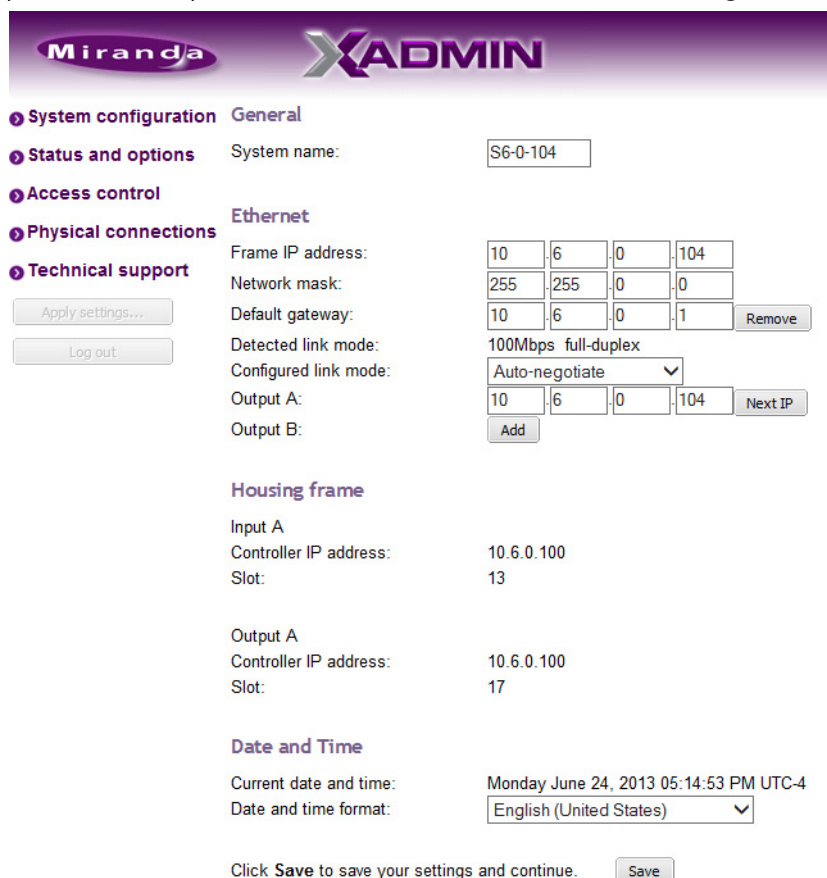 Miranda
XADMIN
System configuration
Status and options
Access control
Physical connections
Technical support
Apply settings...
Log out
General
System name: S6-0-104
Ethernet
Frame IP address: 10 .6 .0 .104
Network mask: 255 .255 .0 .0
Default gateway: 10 .6 .0 .1 Remove
Detected link mode: 100Mbps full-duplex
Configured link mode: Auto-negotiate
Output A: 10 .6 .0 .104 Next IP
Output B: Add
Housing frame
Input A
Controller IP address: 10.6.0.100
Slot: 13
Output A
Controller IP address: 10.6.0.100
Slot: 17
Date and Time
Current date and time: Monday June 24, 2013 05:14:53 PM UTC-4
Date and time format: English (United States)
Click Save to save your settings and continue. Save